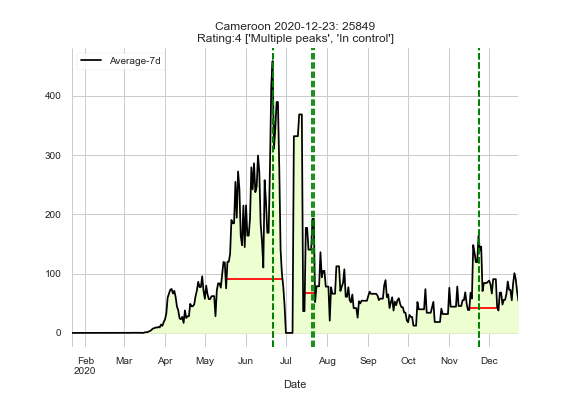 Cameroon 2020-12-23: 25849
Rating:4 ['Multiple peaks', 'In control']
Average-7d
400
300
200
100
0
Feb Mar Apr May Jun Jul Aug Sep Oct Nov Dec
2020
Date